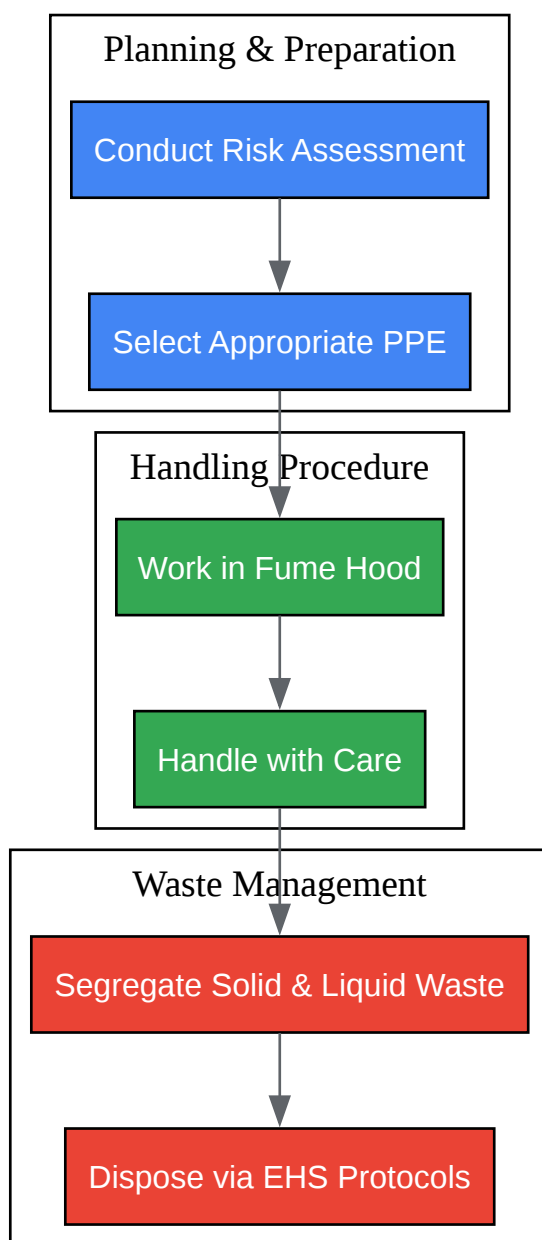 Planning & Preparation
Conduct Risk Assessment
Select Appropriate PPE
Handling Procedure
Work in Fume Hood
Handle with Care
Waste Management
Segregate Solid & Liquid Waste
Dispose via EHS Protocols